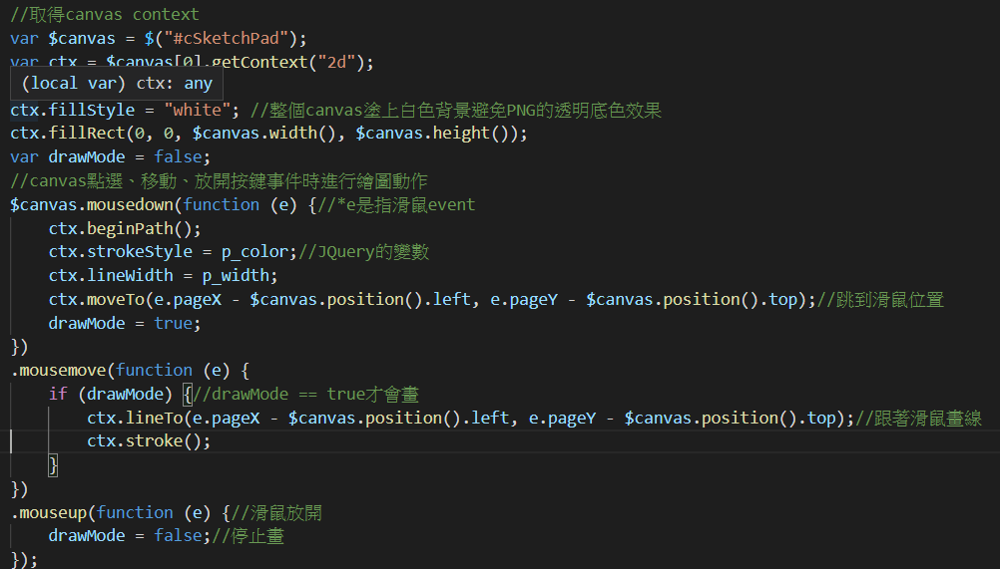 //取得canvas context
var $canvas = $("#cSketchPad");
var ctx = $canvas[0].getContext("2d");
(local var) ctx: any
ctx.fillStyle = "white"; //整個canvas塗上白色背景避免PNG的透明底色效果
ctx.fillRect(0, 0, $canvas.width(), $canvas.height());
var drawMode = false;
//canvas點選、移動、放開按鍵事件時進行繪圖動作
$canvas.mousedown(function (e) {//*e是指滑鼠event
    ctx.beginPath();
    ctx.strokeStyle = p_color;//JQuery的變數
    ctx.lineWidth = p_width;
    ctx.moveTo(e.pageX - $canvas.position().left, e.pageY - $canvas.position().top);//跳到滑鼠位置
    drawMode = true;
})
.mousemove(function (e) {
    if (drawMode) {//drawMode == true才會畫
        ctx.lineTo(e.pageX - $canvas.position().left, e.pageY - $canvas.position().top);//跟著滑鼠畫線
        ctx.stroke();
    }
})
.mouseup(function (e) {//滑鼠放開
    drawMode = false;//停止畫
});